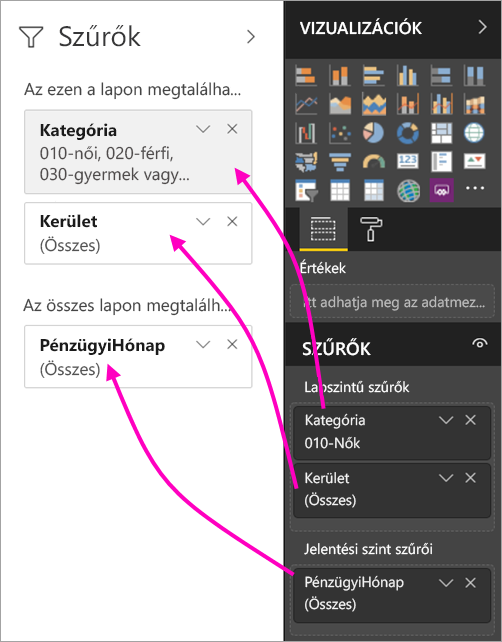 Szűrők
Az ezen a lapon megtalálha...
Kategória
010-női, 020-férfi,
030-gyermek vagy...
Kerület
(Összes)
Az összes lapon megtalálh...
PénzügyiHónap
(Összes)
VIZUALIZÁCIÓK
123
R
Értékek
Itt adhatja meg az adatmez...
SZŰRŐK
Lapszintű szűrők
Kategória
010-Nők
Kerület
(Összes)
Jelentési szint szűrői
PénzügyiHónap
(Összes)